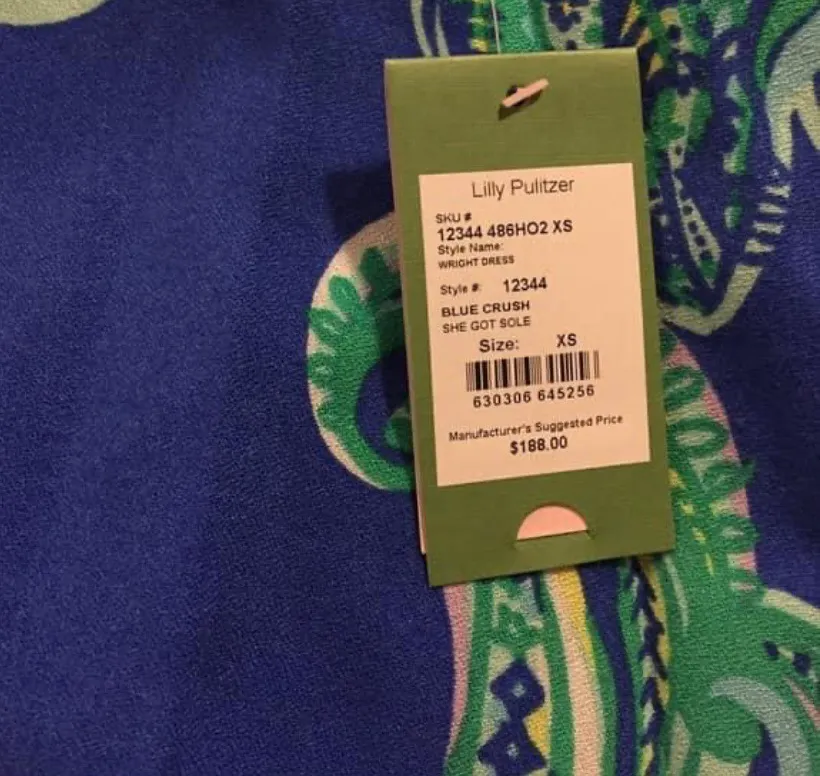 Lilly Pulitzer
SKU #
12344 486HO2 XS
Style Name:
WRIGHT DRESS
Style #: 12344
BLUE CRUSH
SHE GOT SOLE
Size: XS
630306 645256
Manufacturer's Suggested Price
$188.00